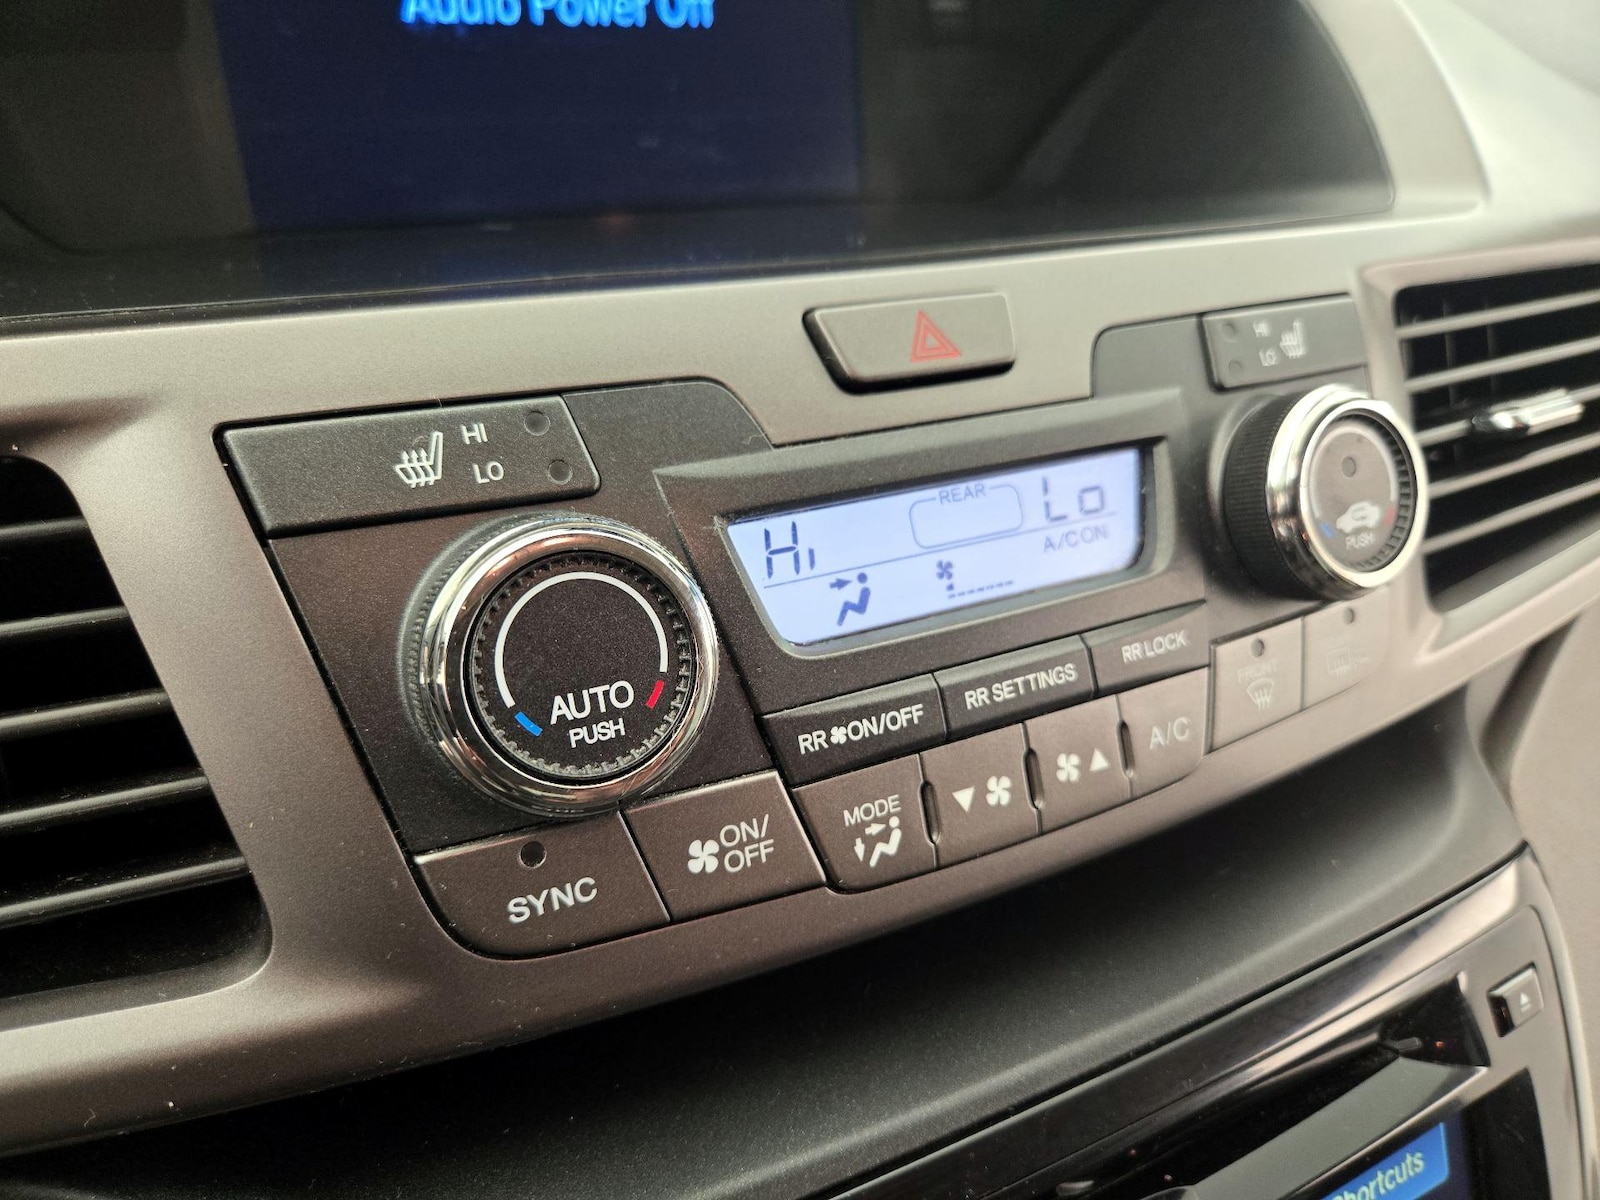 Audio Power Off
HI
LO
HI
LO
Hi
REAR
Lo
A/C ON
AUTO
PUSH
PUSH
RR ON/OFF
RR SETTINGS
RR LOCK
SYNC
ON/
OFF
MODE
A/C
FRONT
Shortcuts